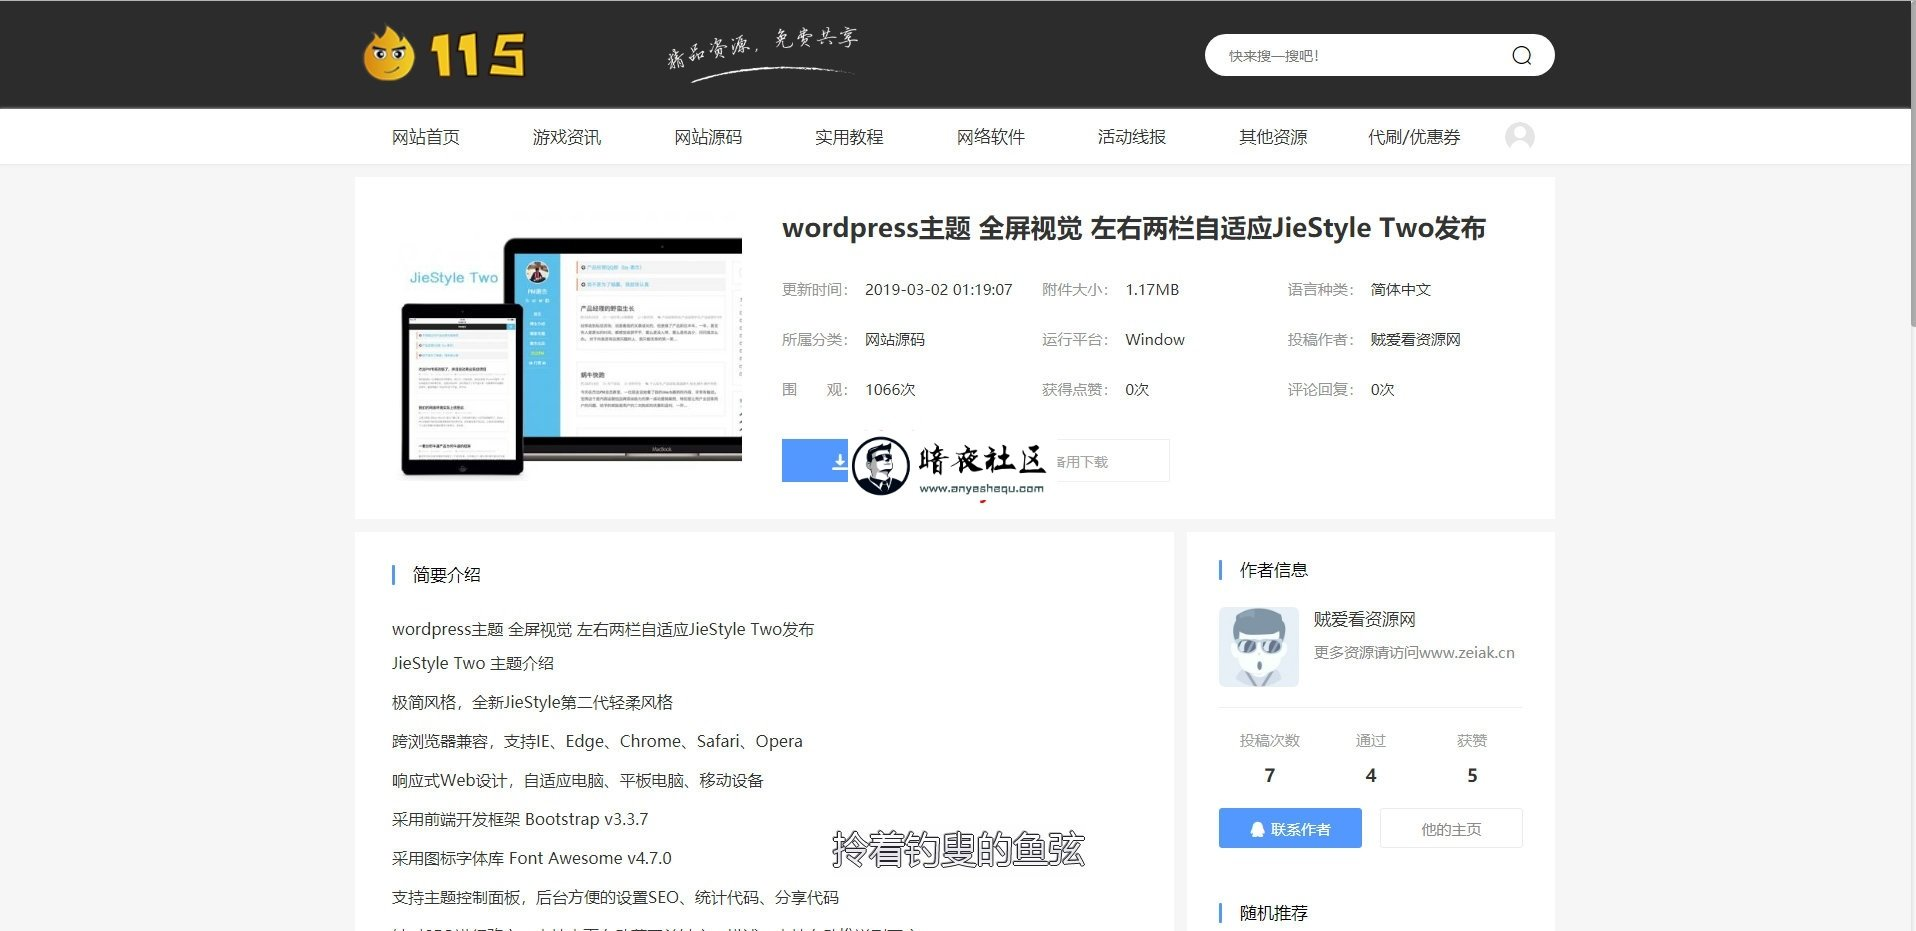 115
精品资源，免费共享
快来搜一搜吧！
网站首页 游戏资讯 网站源码 实用教程 网络软件 活动线报 其他资源 代刷/优惠券
JieStyle Two
MacBook
wordpress主题 全屏视觉 左右两栏自适应JieStyle Two发布
更新时间： 2019-03-02 01:19:07 附件大小： 1.17MB 语言种类： 简体中文
所属分类： 网站源码 运行平台： Window 投稿作者： 贼爱看资源网
围 观： 1066次 获得点赞： 0次 评论回复： 0次
暗夜社区
www.anyeshequ.com
备用下载
简要介绍
wordpress主题 全屏视觉 左右两栏自适应JieStyle Two发布
JieStyle Two 主题介绍
极简风格，全新JieStyle第二代轻柔风格
跨浏览器兼容，支持IE、Edge、Chrome、Safari、Opera
响应式Web设计，自适应电脑、平板电脑、移动设备
采用前端开发框架 Bootstrap v3.3.7
采用图标字体库 Font Awesome v4.7.0
支持主题控制面板，后台方便的设置SEO、统计代码、分享代码
拎着钓叟的鱼弦
作者信息
贼爱看资源网
更多资源请访问www.zeiak.cn
投稿次数 通过 获赞
7 4 5
联系作者 他的主页
随机推荐